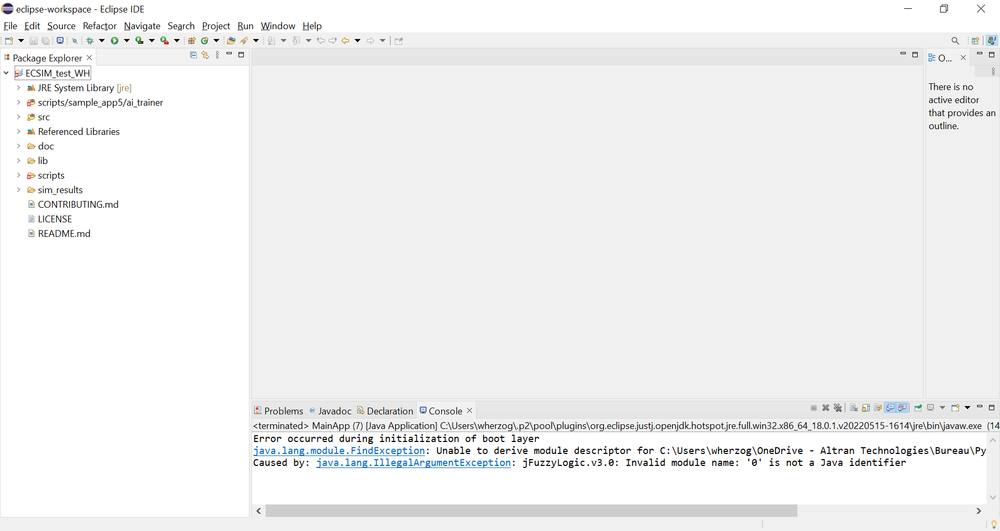 eclipse-workspace - Eclipse IDE
File Edit Source Refactor Navigate Search Project Run Window Help
Package Explorer
ECSIM_test_WH
JRE System Library [jre]
scripts/sample_app5/ai_trainer
src
Referenced Libraries
doc
lib
scripts
sim_results
CONTRIBUTING.md
LICENSE
README.md
O...
There is no
active editor
that provides an
outline.
Problems @ Javadoc Declaration Console
<terminated> MainApp (7) [Java Application] C:\Users\wherzog\.p2\pool\plugins\org.eclipse.justj.openjdk.hotspot.jre.full.win32.x86_64_18.0.1.v20220515-1614\jre\bin\javaw.exe (14
Error occurred during initialization of boot layer
java.lang.module.FindException: Unable to derive module descriptor for C:\Users\wherzog\OneDrive - Altran Technologies\Bureau\Py
Caused by: java.lang.IllegalArgumentException: jFuzzyLogic.v3.0: Invalid module name: '0' is not a Java identifier